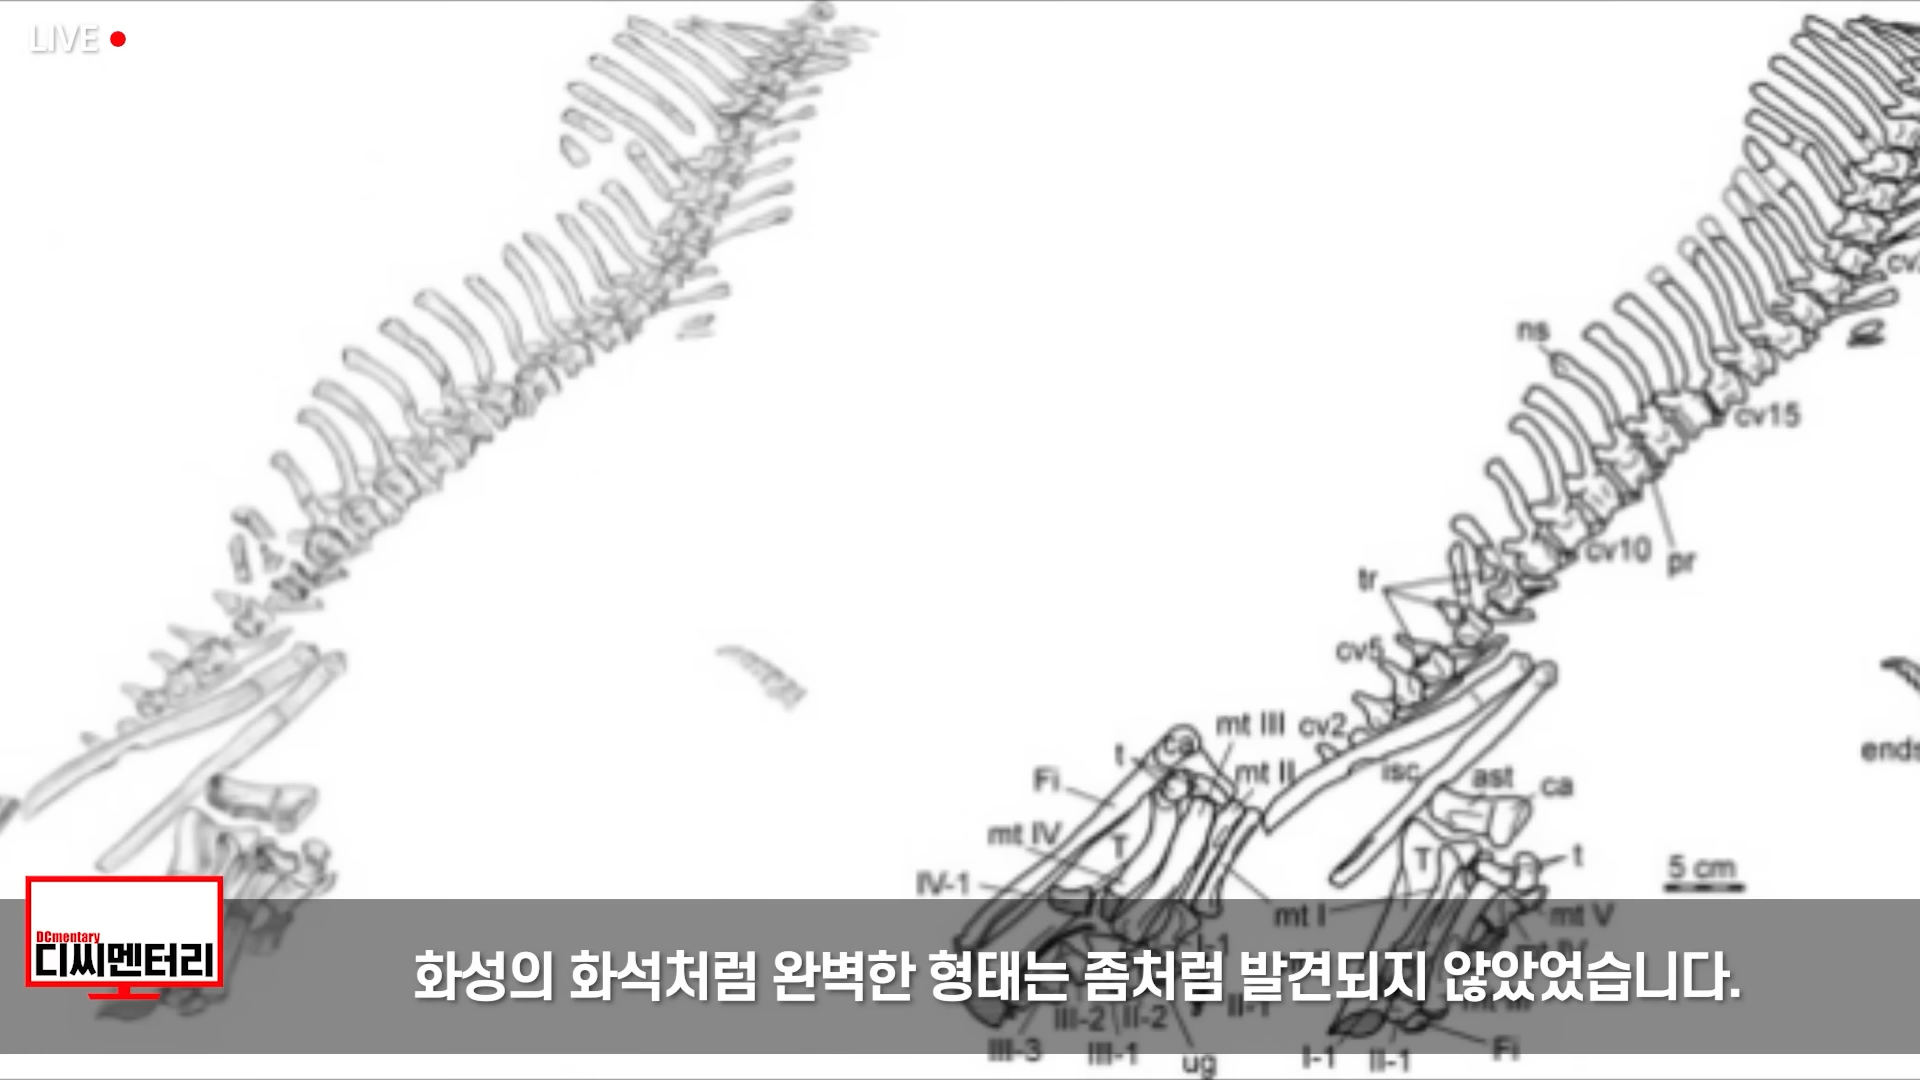 LIVE
ns
cv15
cv10
pr
tr
cv5
mt III
cv2
t
ca
mt II
Fi
isc
ast
ca
mt IV
T
T
t
5 cm
IV-1
mt I
mt V
DCmentary
디씨멘터리
화성의 화석처럼 완벽한 형태는 좀처럼 발견되지 않았었습니다.
III-2
II-2
II-1
III-3
III-1
ug
I-1
II-1
Fi